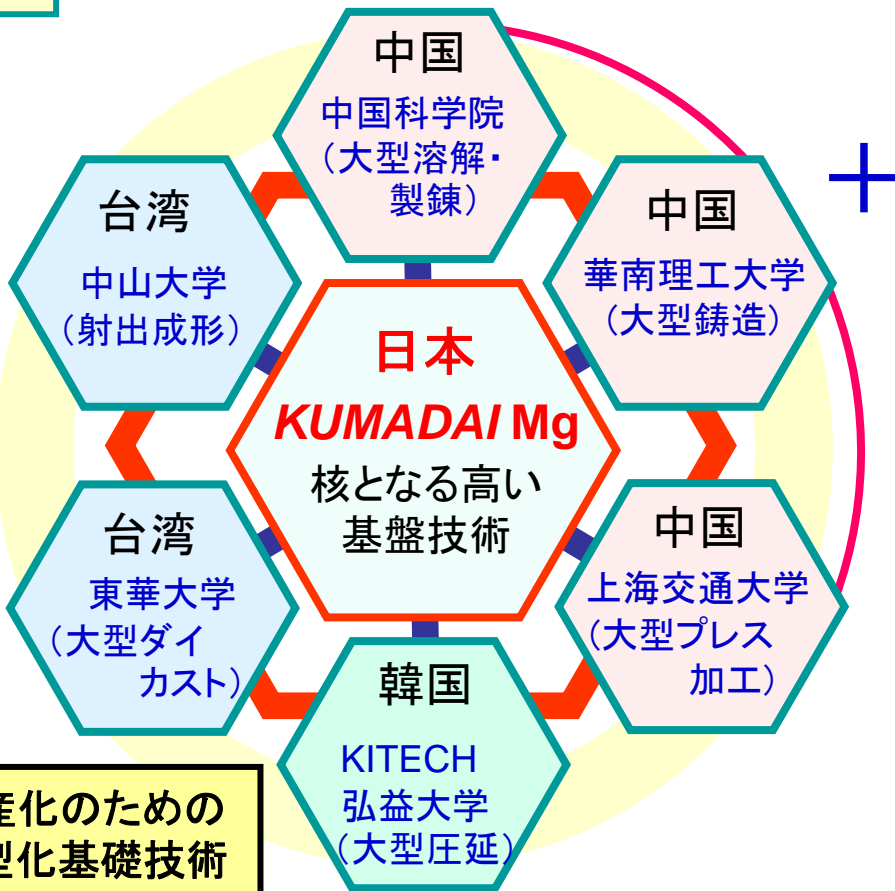 中国
中国科学院
(大型溶解・
製錬)
台湾
中山大学
(射出成形)
中国
華南理工大学
(大型鋳造)
+
日本
KUMADAI Mg
核となる高い
基盤技術
台湾
東華大学
(大型ダイ
カスト)
中国
上海交通大学
(大型プレス
加工)
韓国
KITECH
弘益大学
(大型圧延)
産化のための
型化基礎技術